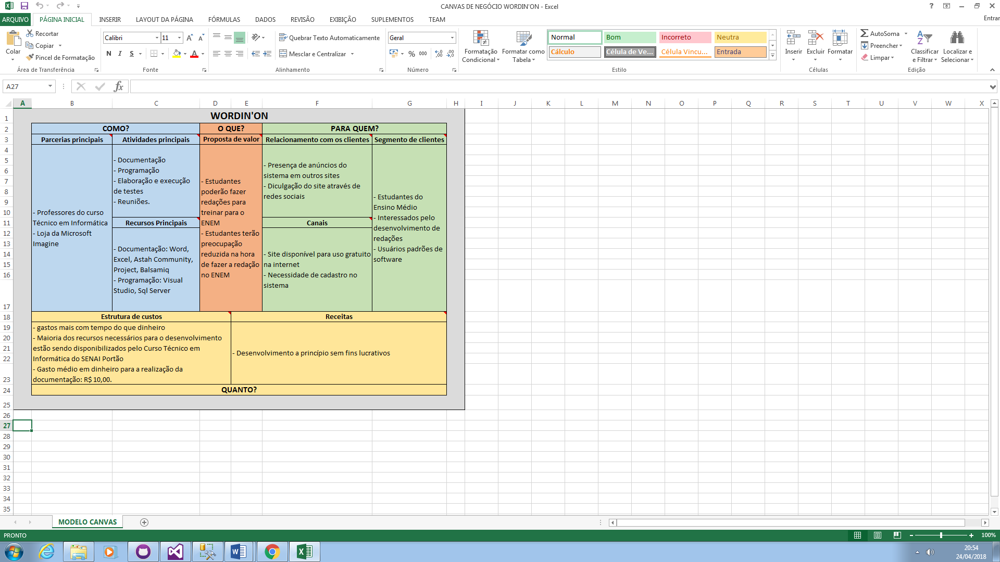 CANVAS DE NEGÓCIO WORDIN'ON - Excel
?
Entrar
ARQUIVO PÁGINA INICIAL INSERIR LAYOUT DA PÁGINA FÓRMULAS DADOS REVISÃO EXIBIÇÃO SUPLEMENTOS TEAM
Colar
Recortar
Copiar
Pincel de Formatação
Área de Transferência
Calibri 11
N I S
Fonte
Quebrar Texto Automaticamente
Mesclar e Centralizar
Alinhamento
Geral
% 000
Número
Formatação
Condicional
Formatar como
Tabela
Normal Bom Incorreto Neutra
Cálculo Célula de Ve... Célula Vincu... Entrada
Estilo
Inserir Excluir Formatar
Células
AutoSoma
Preencher
Limpar
Classificar
e Filtrar
Localizar e
Selecionar
Edição
A27
fx
A B C D E F G H I J K L M N O P Q R S T U V W X
1
2
3
4
5
6
7
8
9
10
11
12
13
14
15
16
17
18
19
20
21
22
23
24
25
26
27
28
29
30
31
32
33
34
35
WORDIN'ON
COMO? O QUE? PARA QUEM?
Parcerias principais Atividades principais Proposta de valor Relacionamento com os clientes Segmento de clientes
- Professores do curso
Técnico em Informática
- Loja da Microsoft
Imagine
- Documentação
- Programação
- Elaboração e execução
de testes
- Reuniões.
Recursos Principais
- Documentação: Word,
Excel, Astah Community,
Project, Balsamiq
- Programação: Visual
Studio, Sql Server
- Estudantes
poderão fazer
redações para
treinar para o
ENEM
- Estudantes terão
preocupação
reduzida na hora
de fazer a redação
no ENEM
- Presença de anúncios do
sistema em outros sites
- Diculgação do site através de
redes sociais
Canais
- Site disponível para uso gratuito
na internet
- Necessidade de cadastro no
sistema
- Estudantes do
Ensino Médio
- Interessados pelo
desenvolvimento de
redações
- Usuários padrões de
software
Estrutura de custos
- gastos mais com tempo do que dinheiro
- Maioria dos recursos necessários para o desenvolvimento
estão sendo disponibilizados pelo Curso Técnico em
Informática do SENAI Portão
- Gasto médio em dinheiro para a realização da
documentação: R$ 10,00.
Receitas
- Desenvolvimento a princípio sem fins lucrativos
QUANTO?
MODELO CANVAS
PRONTO
100%
20:54
24/04/2018